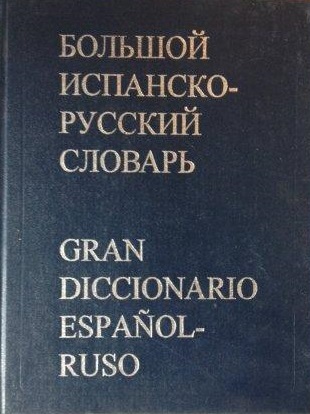 БОЛЬШОЙ
ИСПАНСКО-
РУССКИЙ
СЛОВАРЬ
GRAN
DICCIONARIO
ESPAÑOL-
RUSO